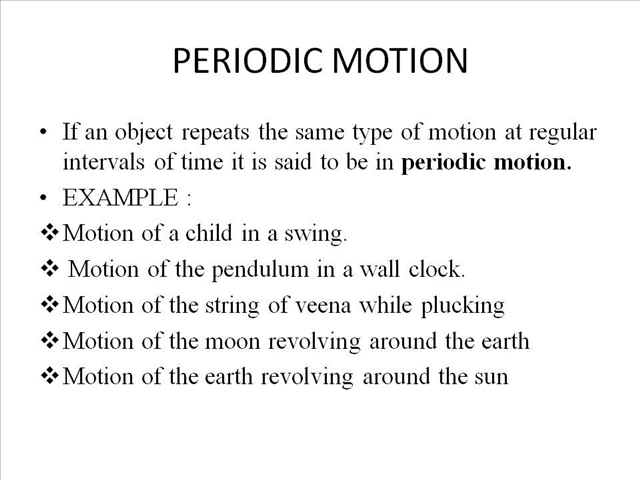 PERIODIC MOTION
• If an object repeats the same type of motion at regular
intervals of time it is said to be in periodic motion.
• EXAMPLE :
❖Motion of a child in a swing.
❖ Motion of the pendulum in a wall clock.
❖Motion of the string of veena while plucking
❖Motion of the moon revolving around the earth
❖Motion of the earth revolving around the sun